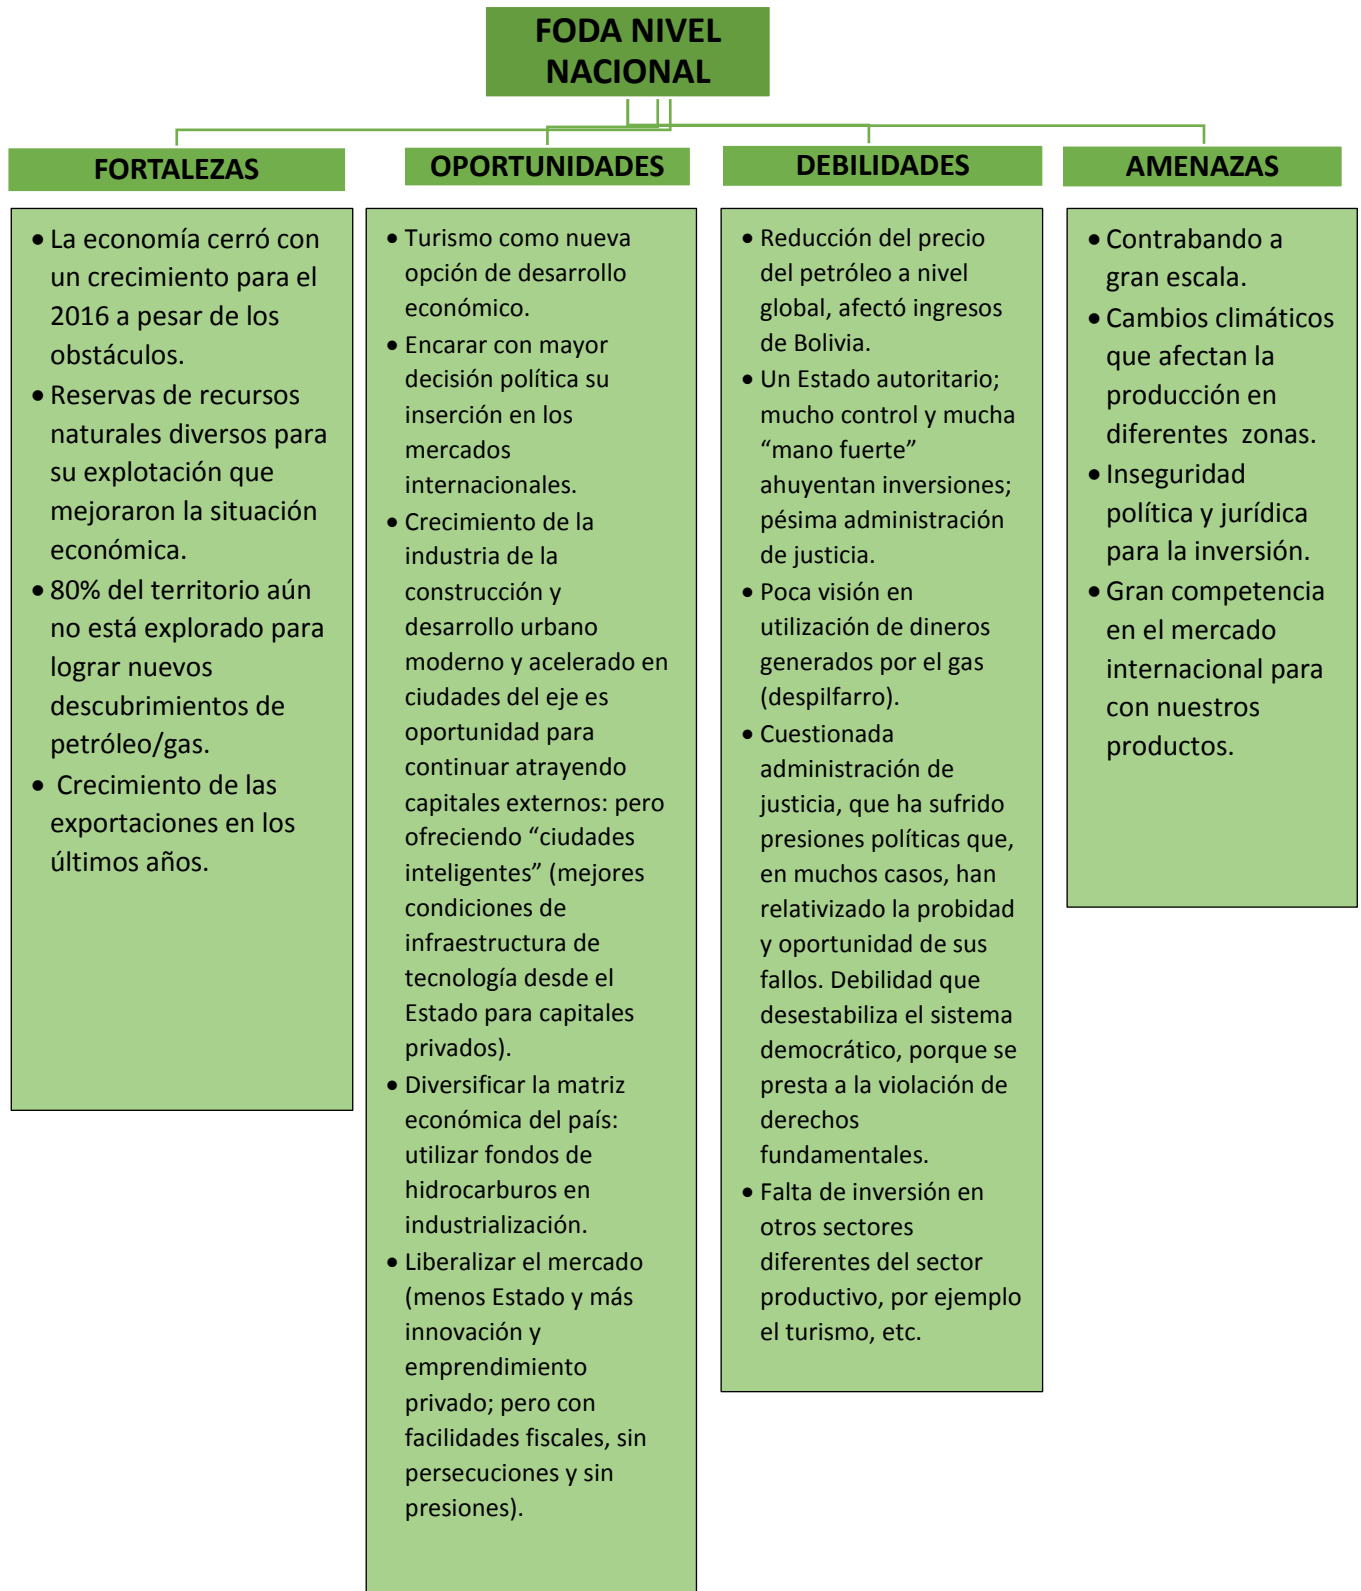 FODA NIVEL
NACIONAL
FORTALEZAS
• La economía cerró con
un crecimiento para el
2016 a pesar de los
obstáculos.
• Reservas de recursos
naturales diversos para
su explotación que
mejoraron la situación
económica.
• 80% del territorio aún
no está explorado para
lograr nuevos
descubrimientos de
petróleo/gas.
• Crecimiento de las
exportaciones en los
últimos años.
OPORTUNIDADES
• Turismo como nueva
opción de desarrollo
económico.
• Encarar con mayor
decisión política su
inserción en los
mercados
internacionales.
• Crecimiento de la
industria de la
construcción y
desarrollo urbano
moderno y acelerado en
ciudades del eje es
oportunidad para
continuar atrayendo
capitales externos: pero
ofreciendo “ciudades
inteligentes” (mejores
condiciones de
infraestructura de
tecnología desde el
Estado para capitales
privados).
• Diversificar la matriz
económica del país:
utilizar fondos de
hidrocarburos en
industrialización.
• Liberalizar el mercado
(menos Estado y más
innovación y
emprendimiento
privado; pero con
facilidades fiscales, sin
persecuciones y sin
presiones).
DEBILIDADES
• Reducción del precio
del petróleo a nivel
global, afectó ingresos
de Bolivia.
• Un Estado autoritario;
mucho control y mucha
“mano fuerte”
ahuyentan inversiones;
pésima administración
de justicia.
• Poca visión en
utilización de dineros
generados por el gas
(despilfarro).
• Cuestionada
administración de
justicia, que ha sufrido
presiones políticas que,
en muchos casos, han
relativizado la probidad
y oportunidad de sus
fallos. Debilidad que
desestabiliza el sistema
democrático, porque se
presta a la violación de
derechos
fundamentales.
• Falta de inversión en
otros sectores
diferentes del sector
productivo, por ejemplo
el turismo, etc.
AMENAZAS
• Contrabando a
gran escala.
• Cambios climáticos
que afectan la
producción en
diferentes zonas.
• Inseguridad
política y jurídica
para la inversión.
• Gran competencia
en el mercado
internacional para
con nuestros
productos.